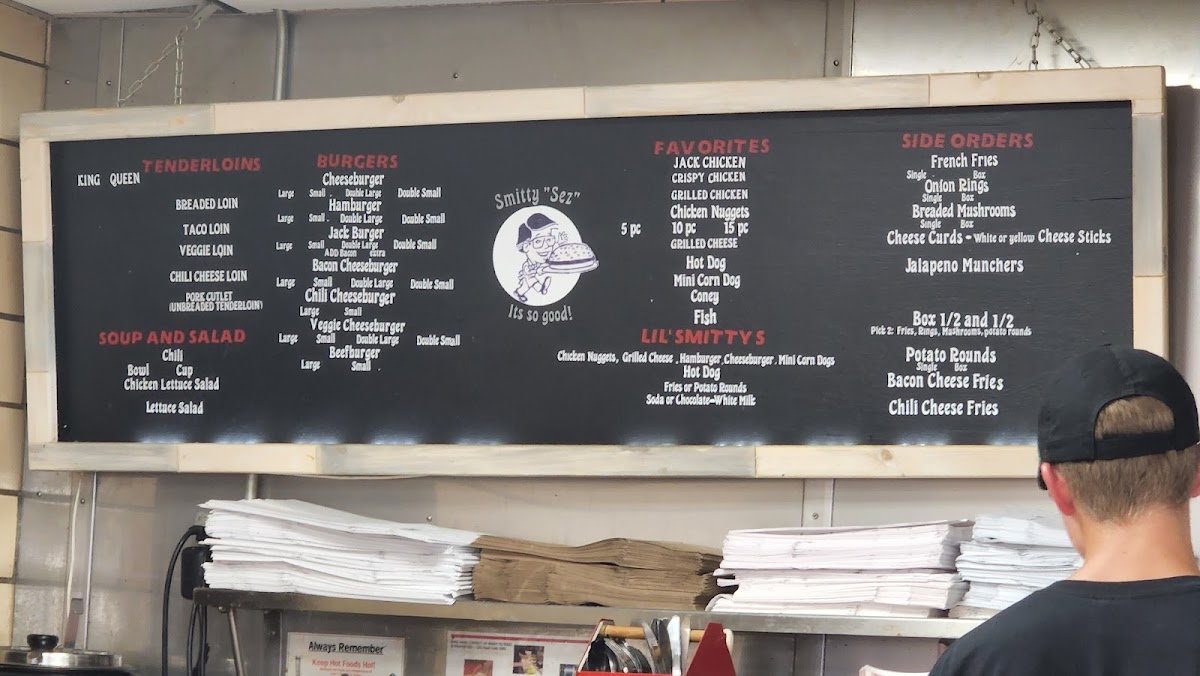 TENDERLOINS
KING QUEEN
BREADED LOIN
TACO LOIN
VEGGIE LOIN
CHILI CHEESE LOIN
PORK CUTLET
(UNBREADED TENDERLOIN)
SOUP AND SALAD
Chili
Bowl Cup
Chicken Lettuce Salad
Lettuce Salad
BURGERS
Cheeseburger
Large Small . Double Large Double Small
Hamburger
Large Small . Double Large Double Small
Jack Burger
Large Small Double Large Double Small
ADD Bacon extra
Bacon Cheeseburger
Large Small Double Large Double Small
Chili Cheeseburger
Large Small
Veggie Cheeseburger
Large Small Double Large Double Small
Beefburger
Large Small .
Smitty "Sez"
Its so good!
FAVORITES
JACK CHICKEN
CRISPY CHICKEN
GRILLED CHICKEN
Chicken Nuggets
5 pc 10 pc 15 pc
GRILLED CHEESE
Hot Dog
Mini Corn Dog
Coney
Fish
LIL'SMITTYS
Chicken Nuggets, Grilled Cheese , Hamburger, Cheeseburger , Mini Corn Dogs
Hot Dog
Fries or Potato Rounds
Soda or Chocolate-White Milk
SIDE ORDERS
French Fries
Single . Box
Onion Rings
Single Box
Breaded Mushrooms
Single Box
Cheese Curds - White or yellow Cheese Sticks
Jalapeno Munchers
Box 1/2 and 1/2
Pick 2: Fries, Rings, Mushrooms, potato rounds
Potato Rounds
Single Box
Bacon Cheese Fries
Chili Cheese Fries
Always Remember
Keep Hot Foods Hot!